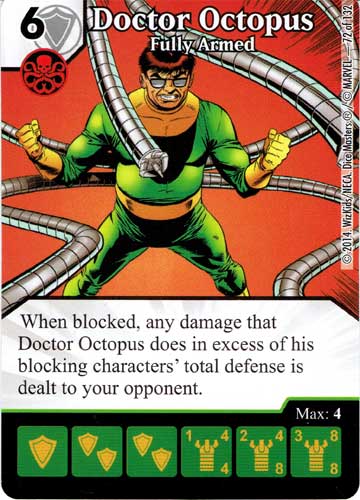 6
Doctor Octopus
Fully Armed
©2014. WizKids/NECA. Dice Masters ® / © MARVEL — 72 of 132
When blocked, any damage that
Doctor Octopus does in excess of his
blocking characters’ total defense is
dealt to your opponent.
Max: 4
1 4 2 4 3 8
4 8 8